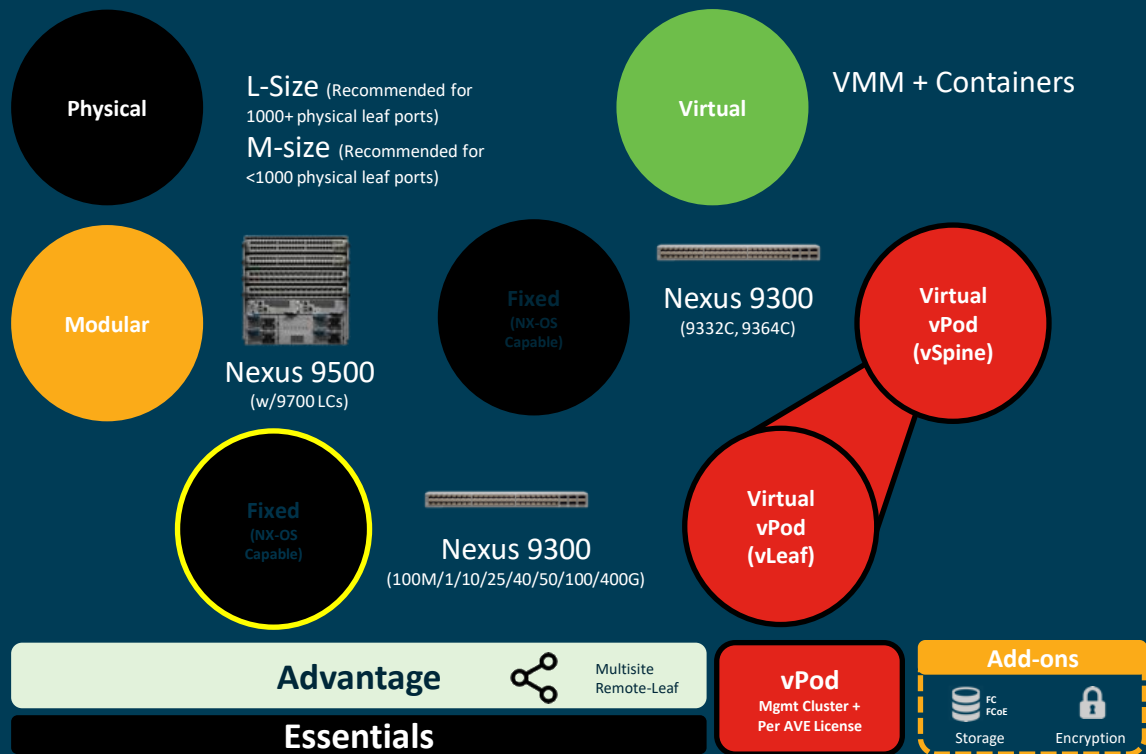 Physical
L-Size (Recommended for
1000+ physical leaf ports)
M-size (Recommended for
<1000 physical leaf ports)
Virtual
VMM + Containers
Modular
Nexus 9500
(w/9700 LCs)
Fixed
(NX-OS
Capable)
Nexus 9300
(9332C, 9364C)
Virtual
vPod
(vSpine)
Fixed
(NX-OS
Capable)
Nexus 9300
(100M/1/10/25/40/50/100/400G)
Virtual
vPod
(vLeaf)
Advantage
Multisite
Remote-Leaf
Essentials
vPod
Mgmt Cluster +
Per AVE License
Add-ons
FC
FCoE
Storage
Encryption